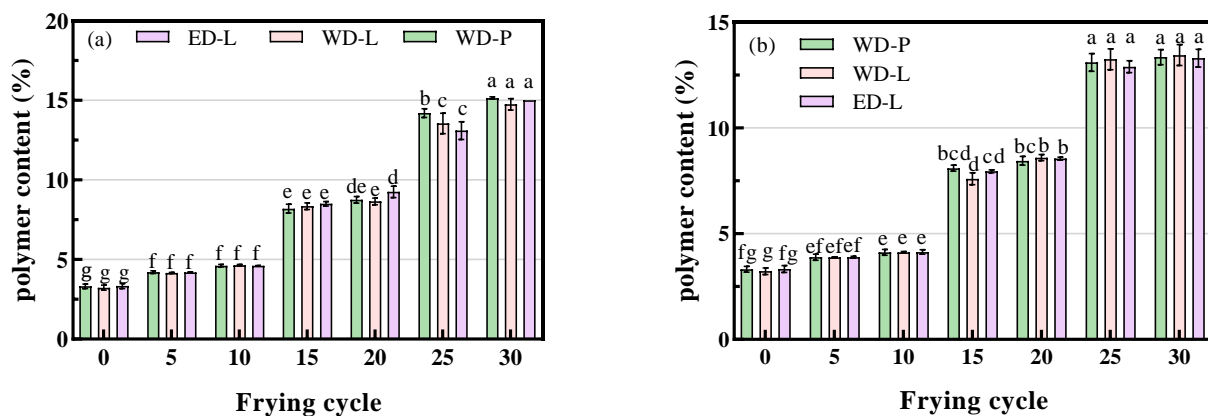 (a)
ED-L WD-L WD-P
polymer content (%)
20
15
10
5
0
g g g
f f f
f f f
e e e
de e d
b c c
a a a
0 5 10 15 20 25 30
Frying cycle
(b)
WD-P
WD-L
ED-L
polymer content (%)
15
10
5
0
fg g fg
ef ef ef
e e e
bcd d cd
bc b b
a a a
a a a
0 5 10 15 20 25 30
Frying cycle